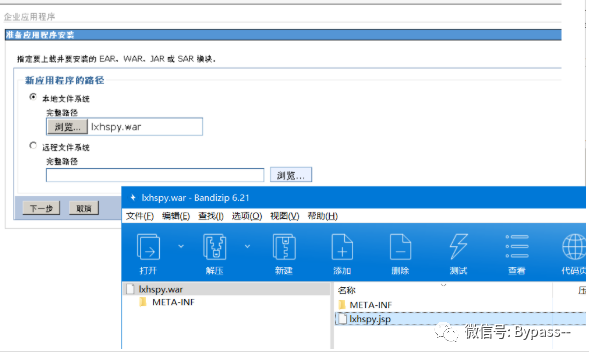 企业应用程序
准备应用程序安装
指定要上载并要安装的 EAR、WAR、JAR 或 SAR 模块。
新应用程序的路径
本地文件系统
完整路径
浏览... lxhspy.war
远程文件系统
完整路径
浏览...
下一步 取消
lxhspy.war - Bandizip 6.21
文件(F) 编辑(E) 查找(I) 选项(O) 视图(V) 帮助(H)
打开 解压 新建 添加 删除 测试 查看 代码页
lxhspy.war
META-INF
名称
META-INF
lxhspy.jsp
微信号: Bypass--